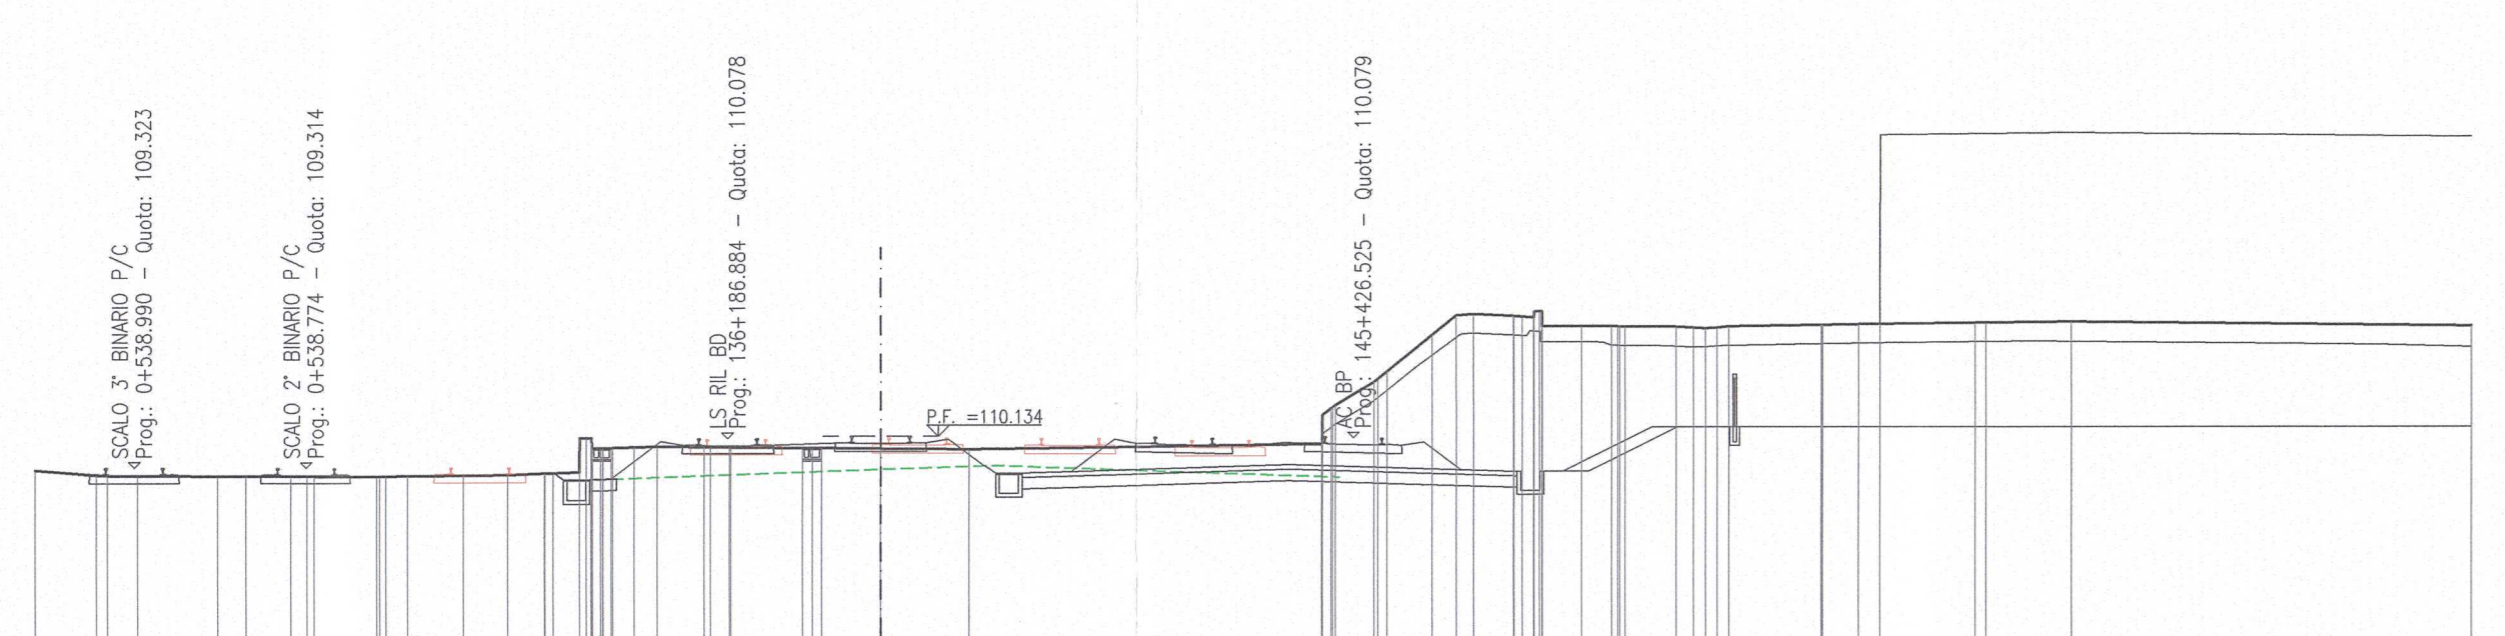 SCALO 3° BINARIO P/C
Prog.: 0+538.990 - Quota: 109.323
SCALO 2° BINARIO P/C
Prog.: 0+538.774 - Quota: 109.314
LS RIL BD
Prog.: 136+186.884 - Quota: 110.078
P.F. =110.134
AC BP
Prog.: 145+426.525 - Quota: 110.079